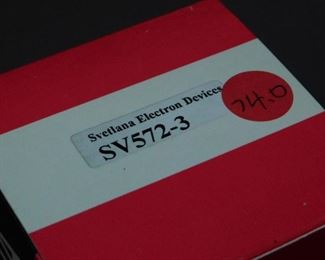 Svetlana Electron Devices
SV572-3
74.0